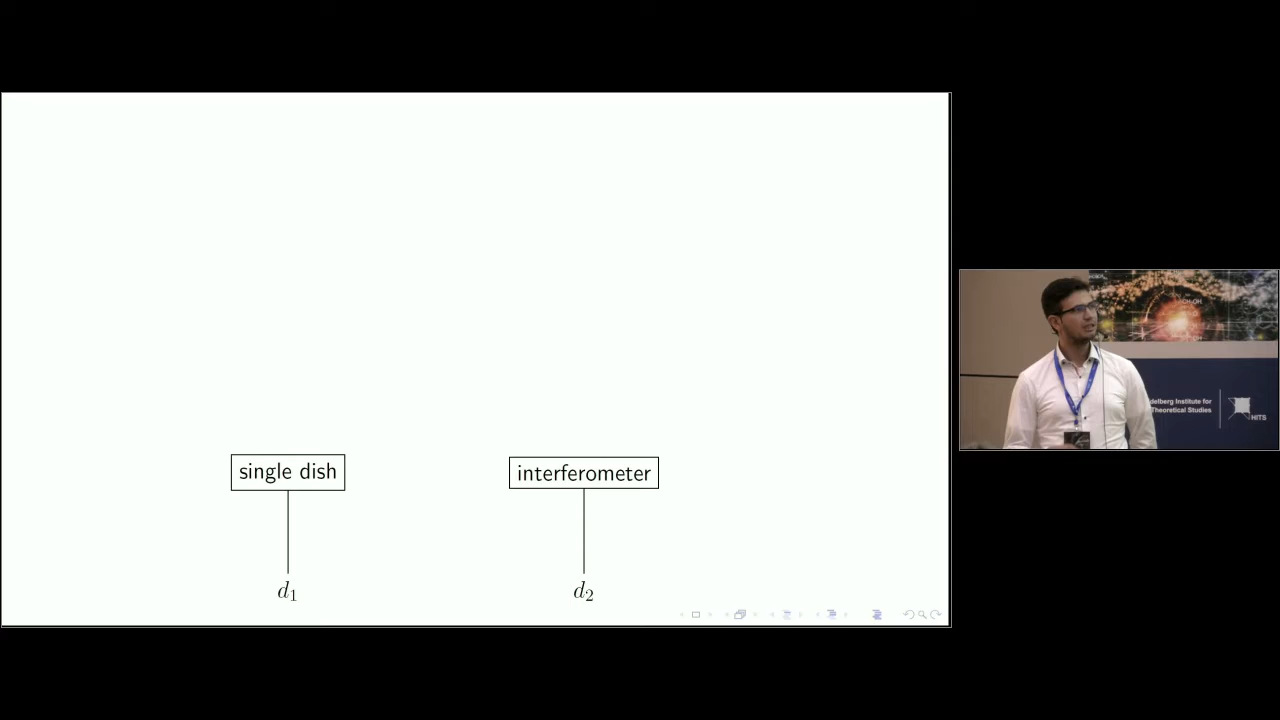 single dish
interferometer
d₁
d₂
delberg Institute for
Theoretical Studies
HITS